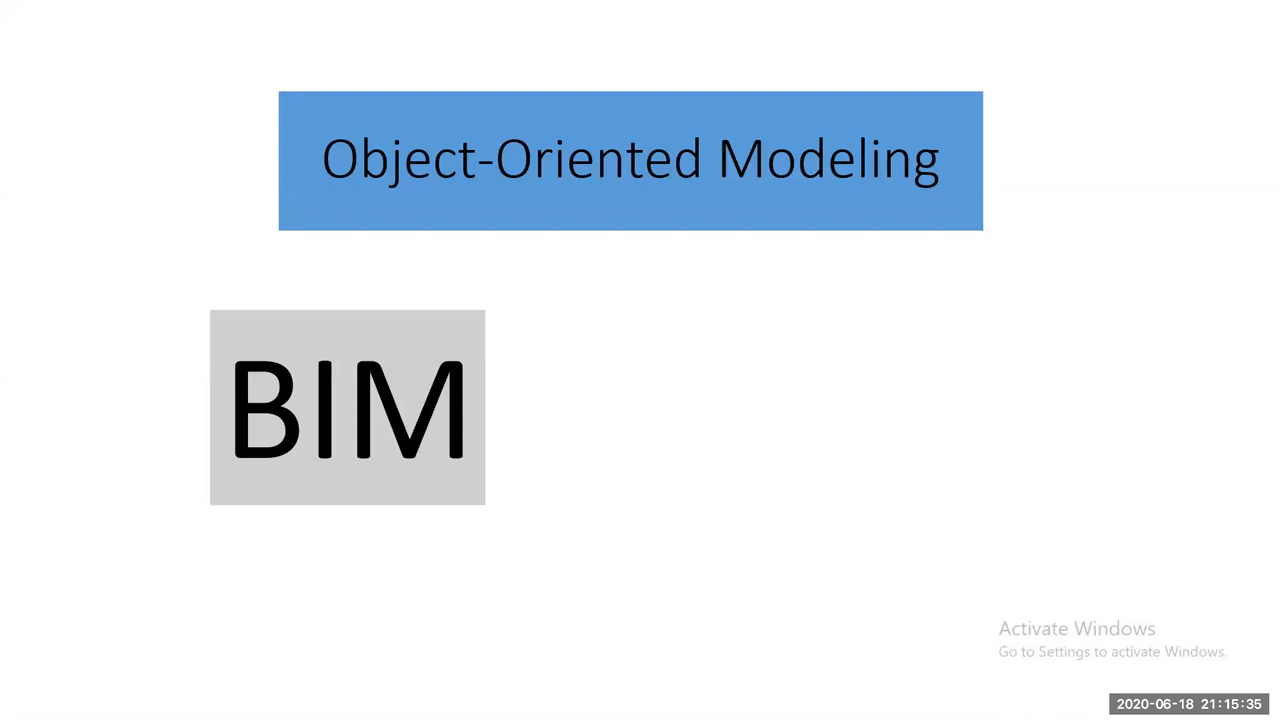 Object-Oriented Modeling
BIM
Activate Windows
Go to Settings to activate Windows.
2020-06-18 21:15:35